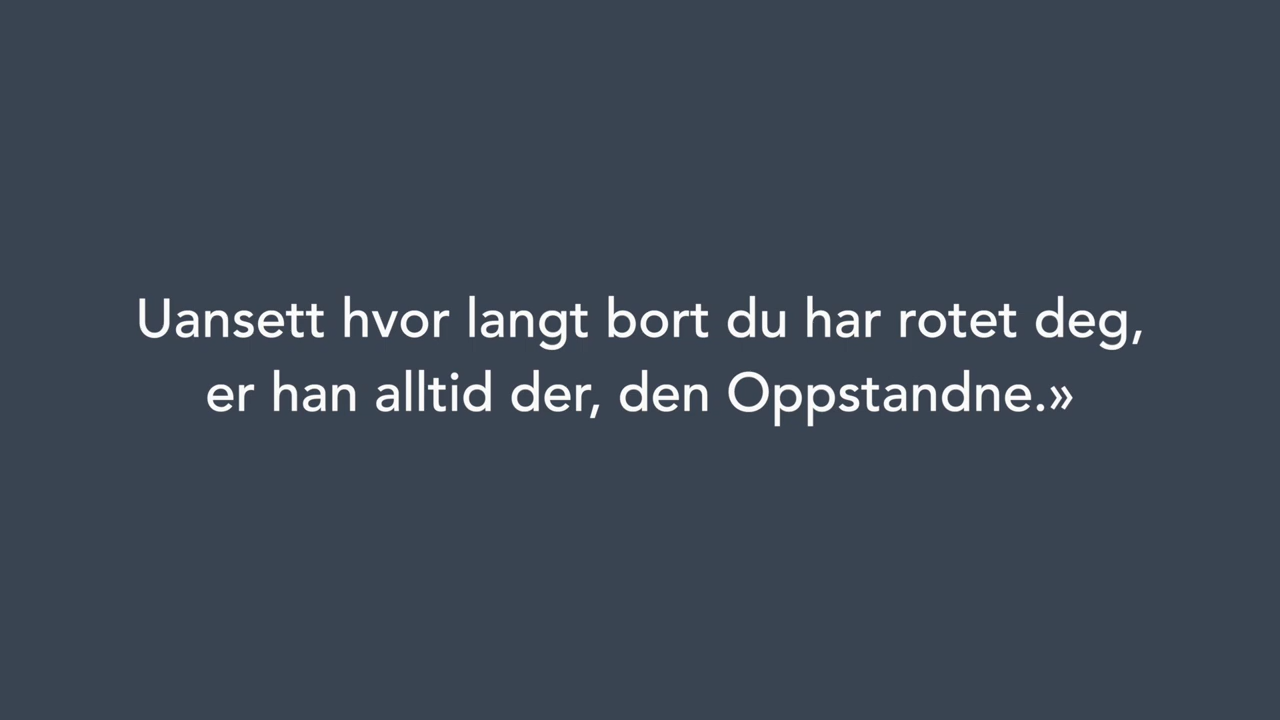 Uansett hvor langt bort du har rotet deg,
er han alltid der, den Oppstandne.»